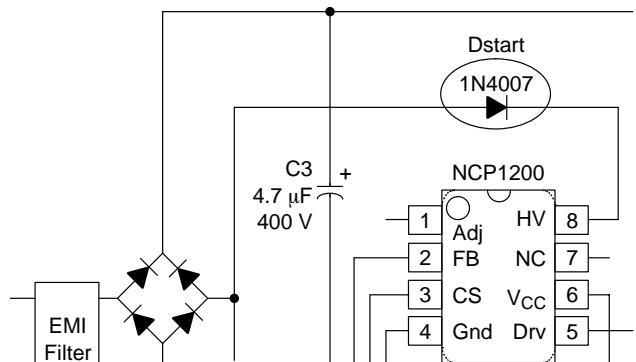 Dstart
1N4007
C3
+
4.7 μF
400 V
NCP1200
1 Adj HV 8
2 FB NC 7
3 CS VCC 6
4 Gnd Drv 5
EMI
Filter